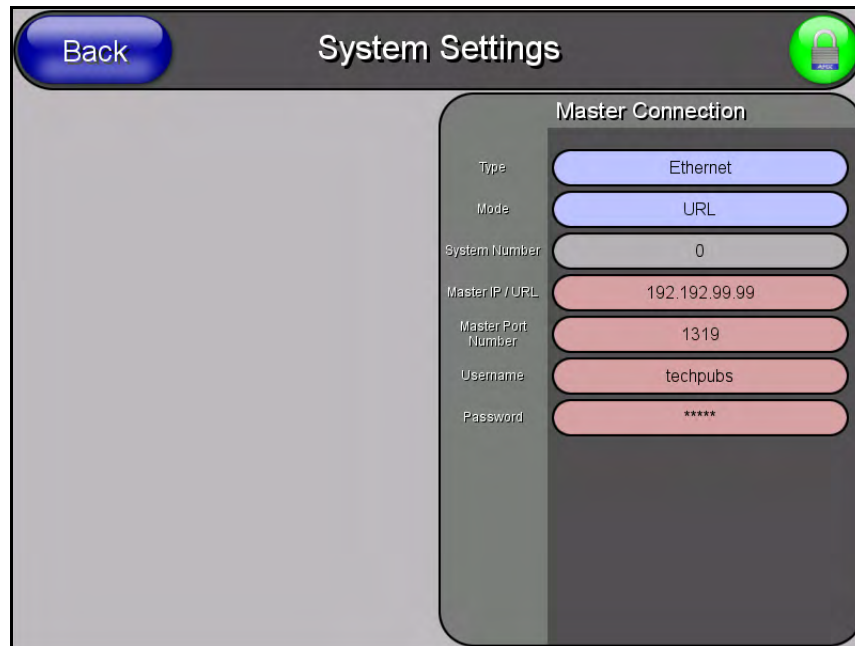 Back
System Settings
Master Connection
Type
Ethernet
Mode
URL
System Number
0
Master IP / URL
192.192.99.99
Master Port
Number
1319
Username
techpubs
Password
*****